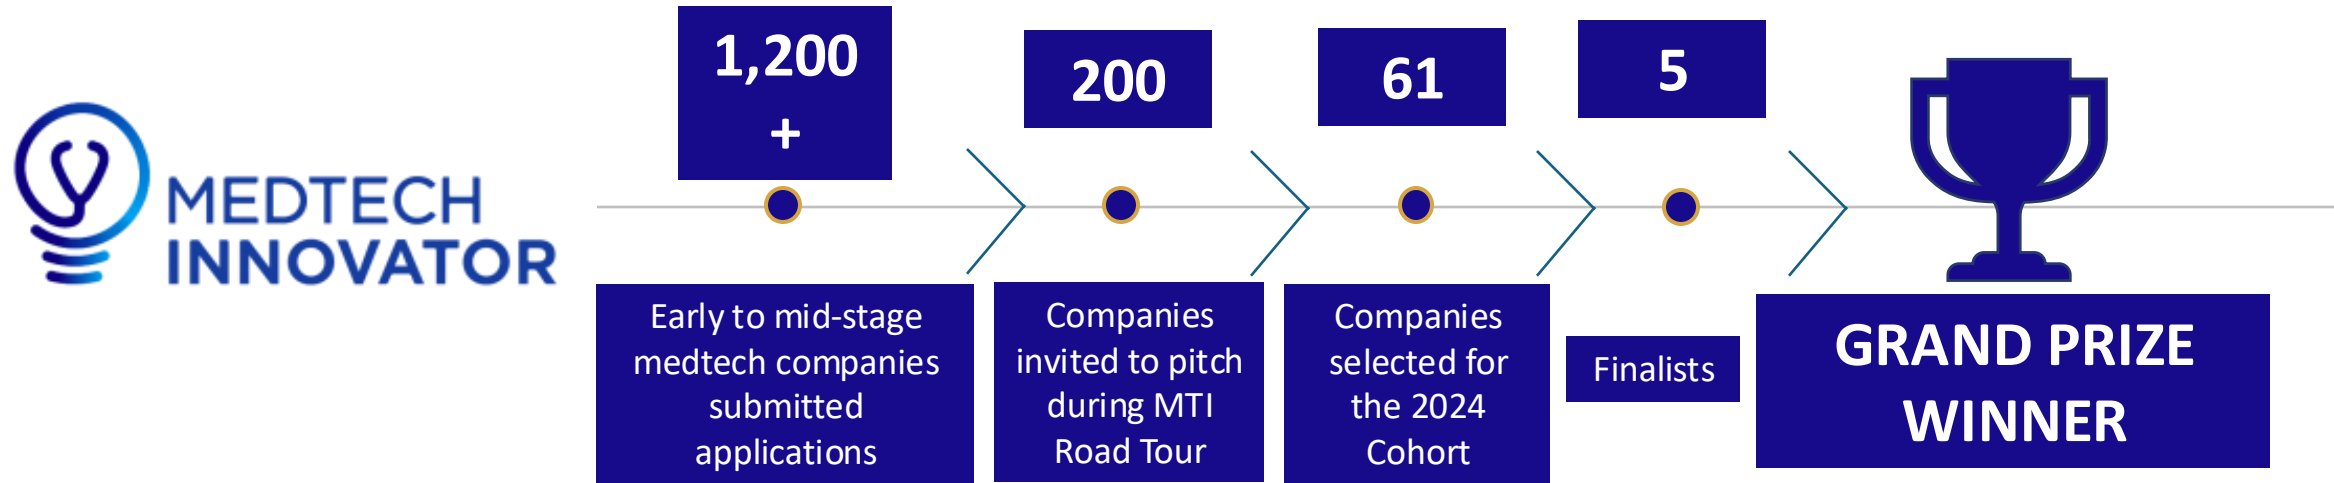 MEDTECH
INNOVATOR
1,200
+
Early to mid-stage
medtech companies
submitted
applications
200
Companies
invited to pitch
during MTI
Road Tour
61
Companies
selected for
the 2024
Cohort
5
Finalists
GRAND PRIZE
WINNER